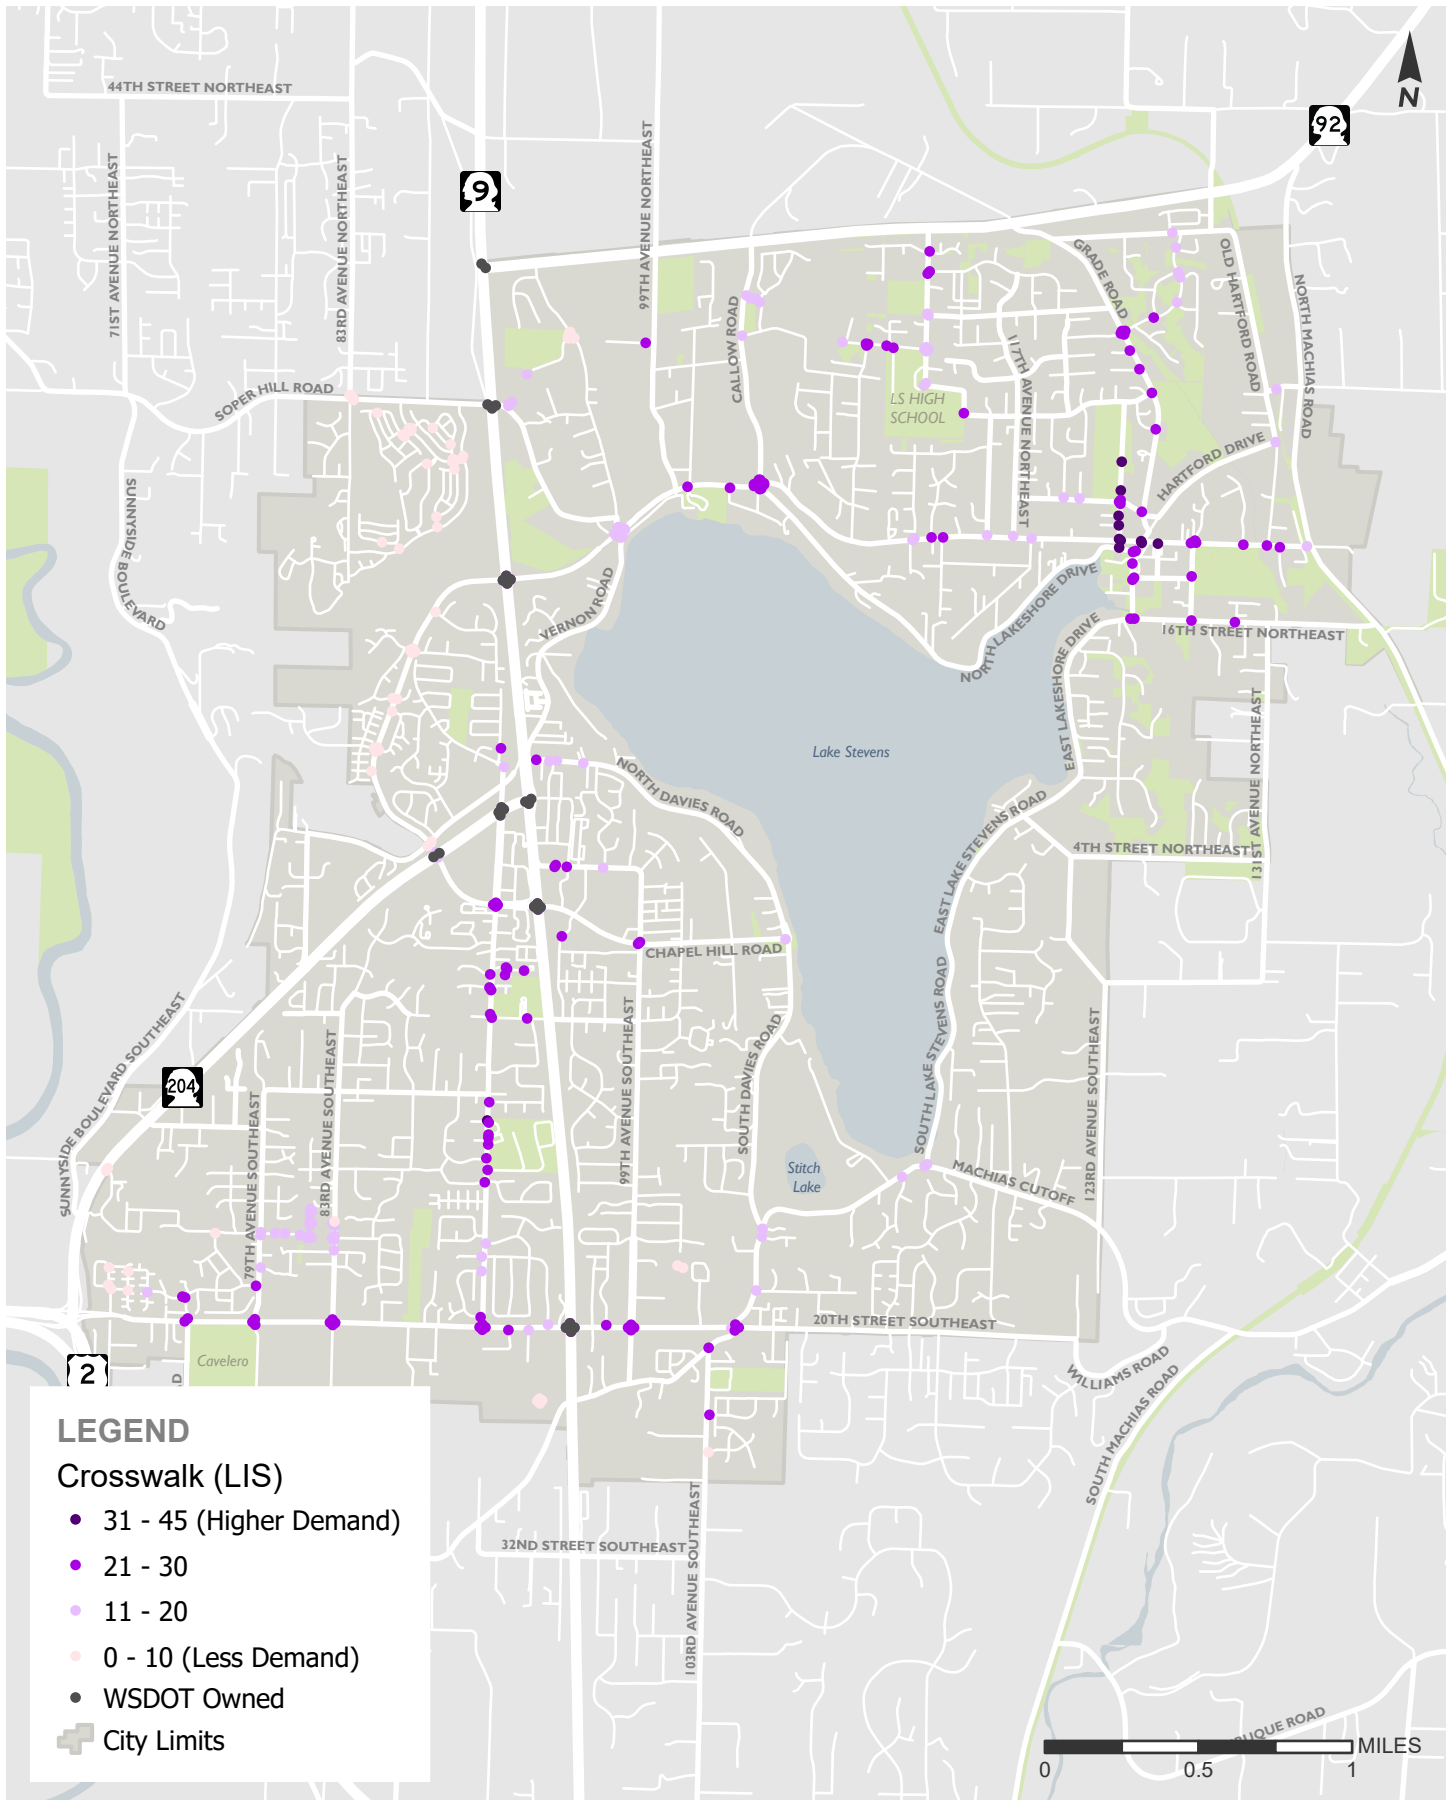 44TH STREET NORTHEAST
N
92
9
71ST AVENUE NORTHEAST
83RD AVENUE NORTHEAST
99TH AVENUE NORTHEAST
GRADE ROAD
OLD HARTFORD ROAD
NORTH MACHIAS ROAD
CALLOW ROAD
117TH AVENUE NORTHEAST
SOPER HILL ROAD
LS HIGH
SCHOOL
HARTFORD DRIVE
SUNNYSIDE BOULEVARD
VERNON ROAD
NORTH LAKESHORE DRIVE
EAST LAKESHORE DRIVE
16TH STREET NORTHEAST
131ST AVENUE NORTHEAST
Lake Stevens
NORTH DAVIES ROAD
EAST LAKE STEVENS ROAD
4TH STREET NORTHEAST
CHAPEL HILL ROAD
SUNNYSIDE BOULEVARD SOUTHEAST
204
79TH AVENUE SOUTHEAST
83RD AVENUE SOUTHEAST
99TH AVENUE SOUTHEAST
SOUTH DAVIES ROAD
SOUTH LAKE STEVENS ROAD
123RD AVENUE SOUTHEAST
Stitch
Lake
MACHIAS CUTOFF
20TH STREET SOUTHEAST
Cavelero
2
WILLIAMS ROAD
SOUTH MACHIAS ROAD
32ND STREET SOUTHEAST
103RD AVENUE SOUTHEAST
LEGEND
Crosswalk (LIS)
31 - 45 (Higher Demand)
21 - 30
11 - 20
0 - 10 (Less Demand)
WSDOT Owned
City Limits
ROAD
MILES
0
0.5
1